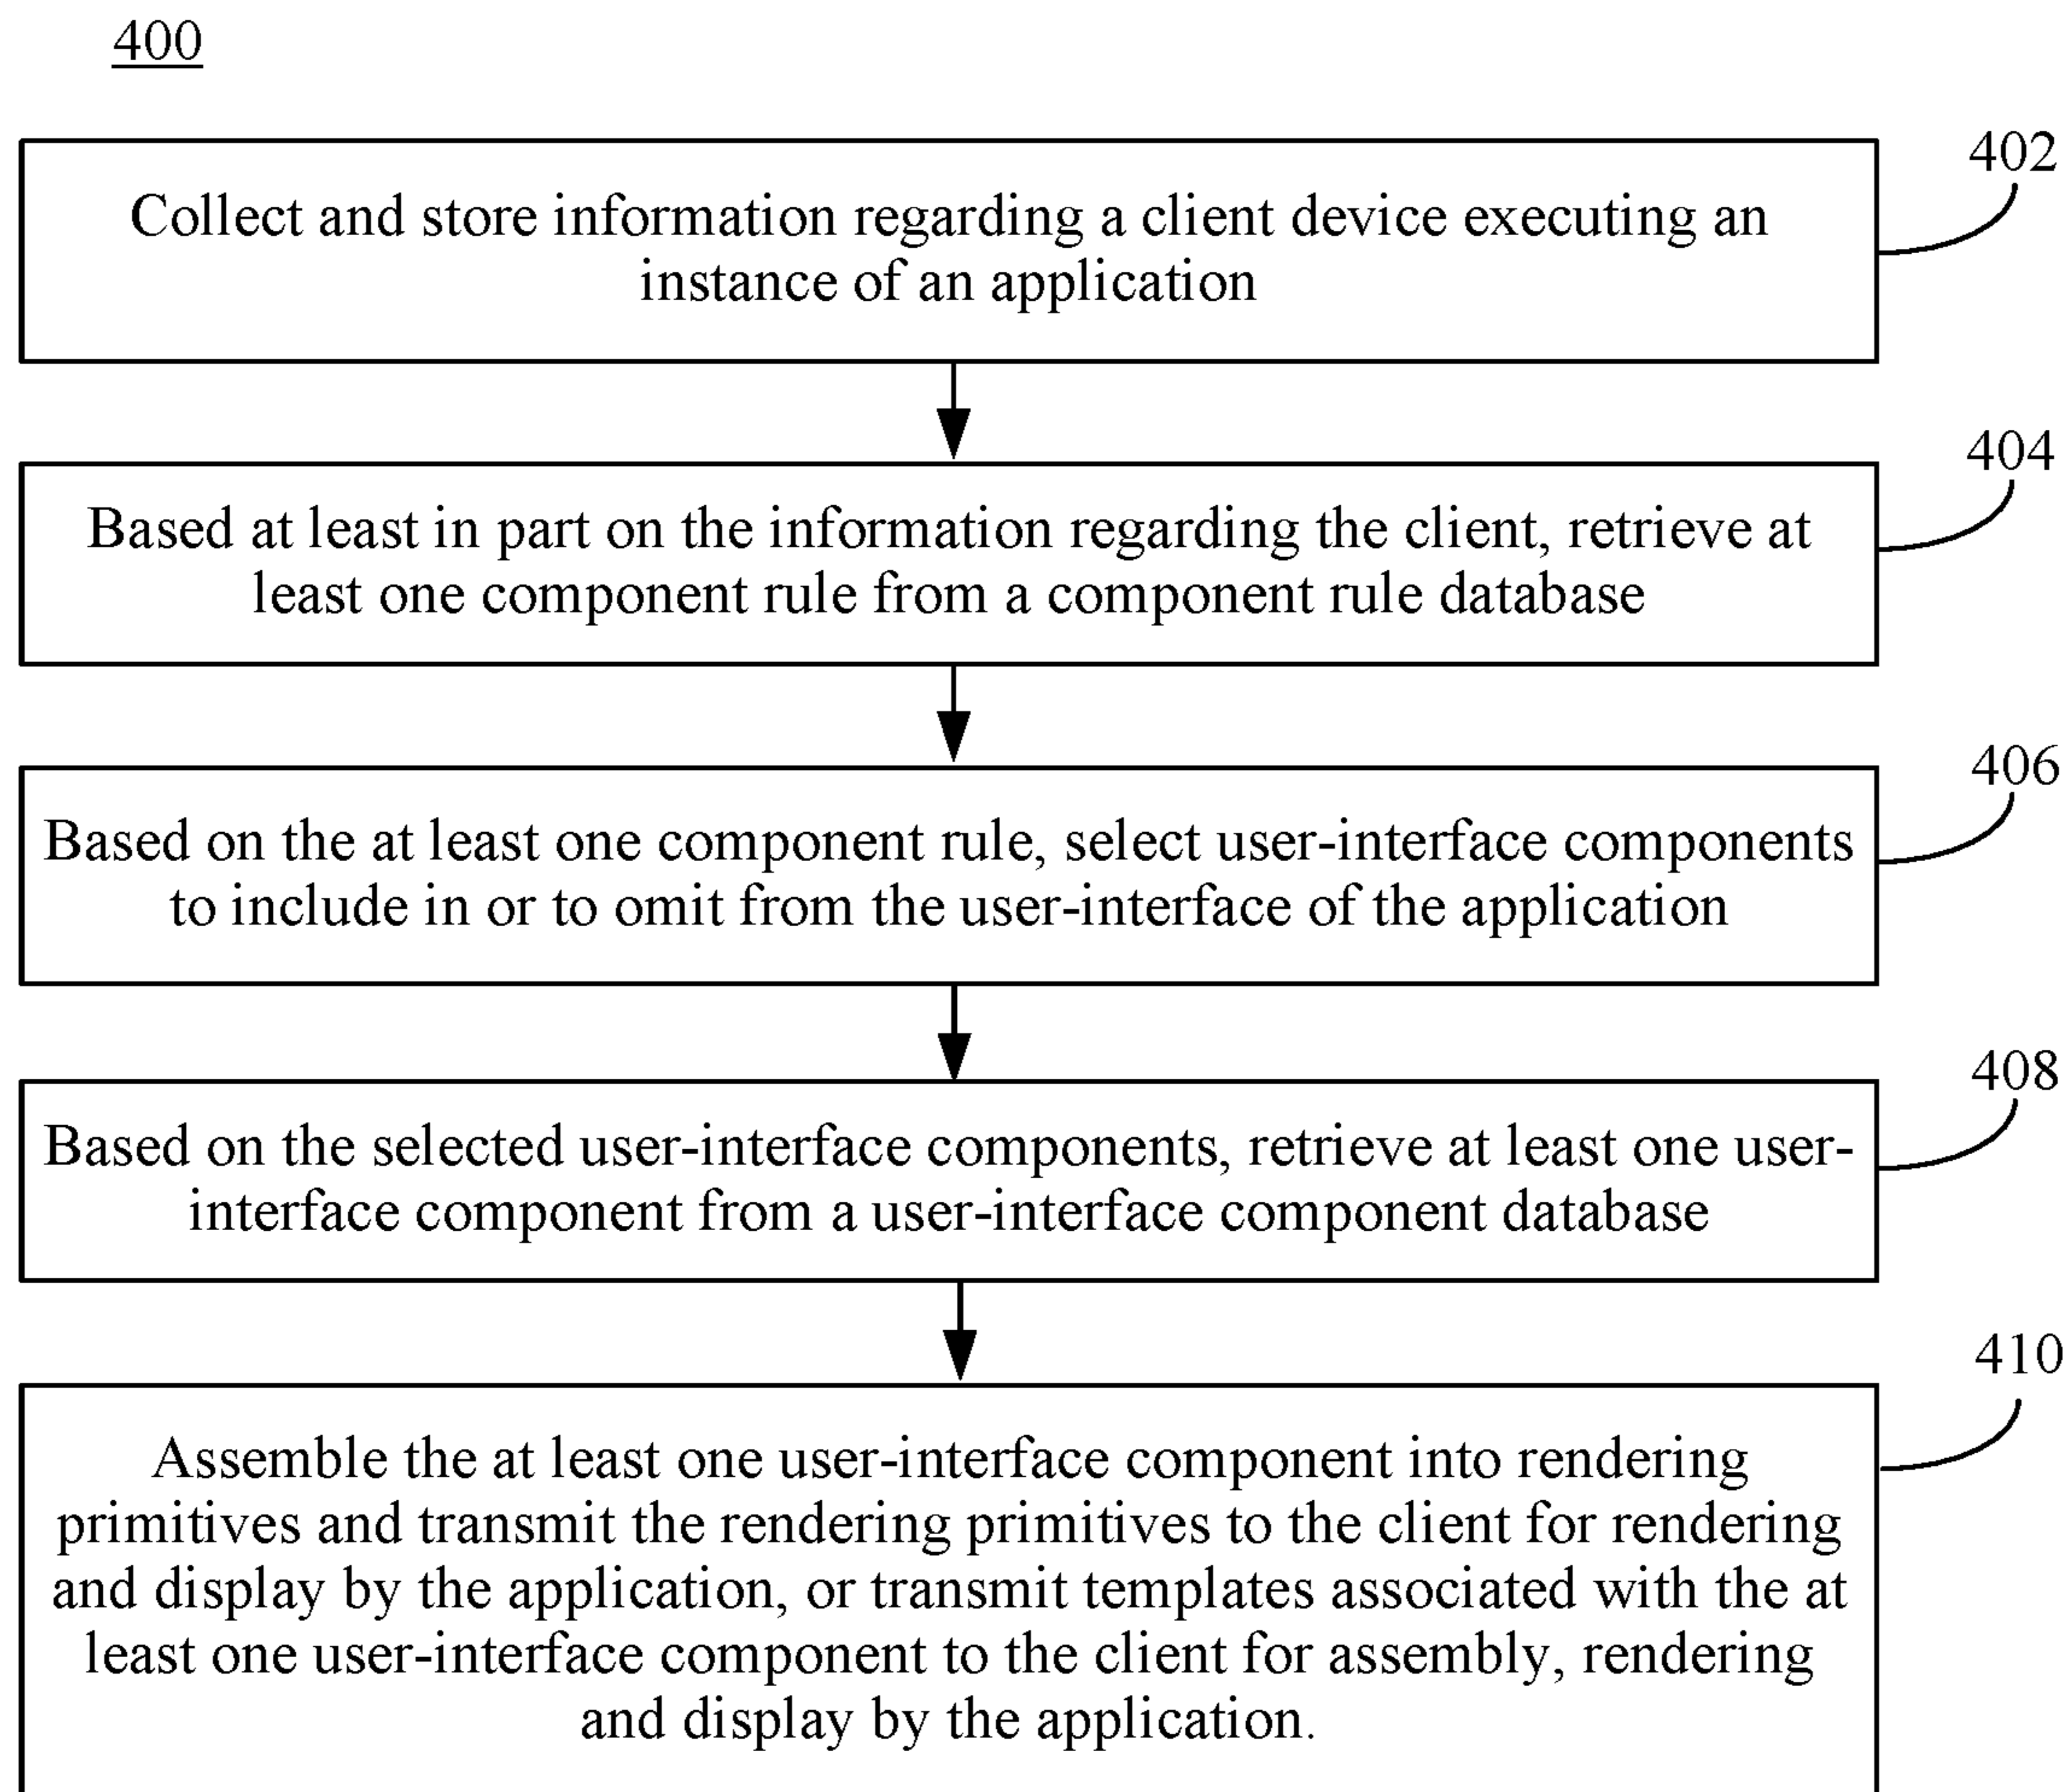 400
402
Collect and store information regarding a client device executing an
instance of an application
404
Based at least in part on the information regarding the client, retrieve at
least one component rule from a component rule database
406
Based on the at least one component rule, select user-interface components
to include in or to omit from the user-interface of the application
408
Based on the selected user-interface components, retrieve at least one user-
interface component from a user-interface component database
410
Assemble the at least one user-interface component into rendering
primitives and transmit the rendering primitives to the client for rendering
and display by the application, or transmit templates associated with the at
least one user-interface component to the client for assembly, rendering
and display by the application.